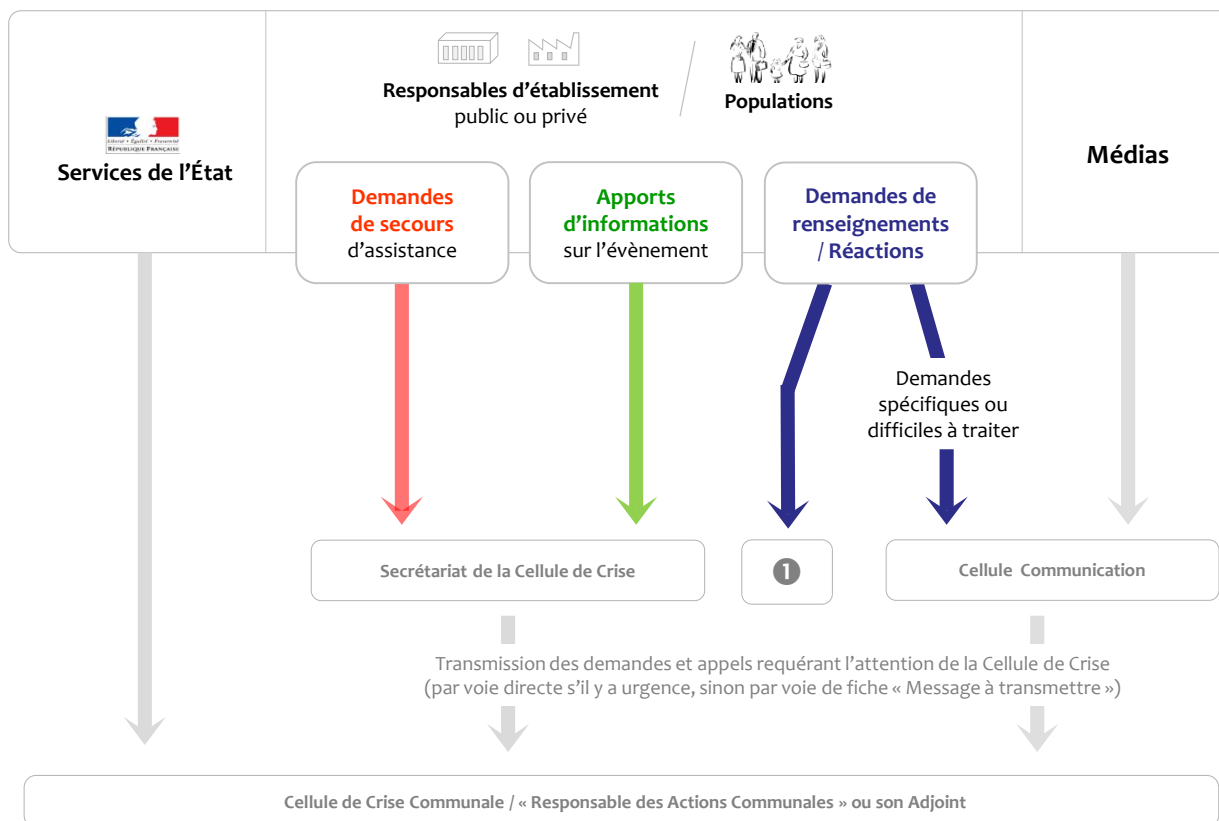 Responsables d'établissement
public ou privé
Populations
Liberté • Égalité • Fraternité
RÉPUBLIQUE FRANÇAISE
Services de l'État
Médias
Demandes
de secours
d'assistance
Apports
d'informations
sur l'évènement
Demandes de
renseignements
/ Réactions
Demandes
spécifiques ou
difficiles à traiter
Secrétariat de la Cellule de Crise
1
Cellule Communication
Transmission des demandes et appels requérant l'attention de la Cellule de Crise
(par voie directe s'il y a urgence, sinon par voie de fiche « Message à transmettre »)
Cellule de Crise Communale / « Responsable des Actions Communales » ou son Adjoint